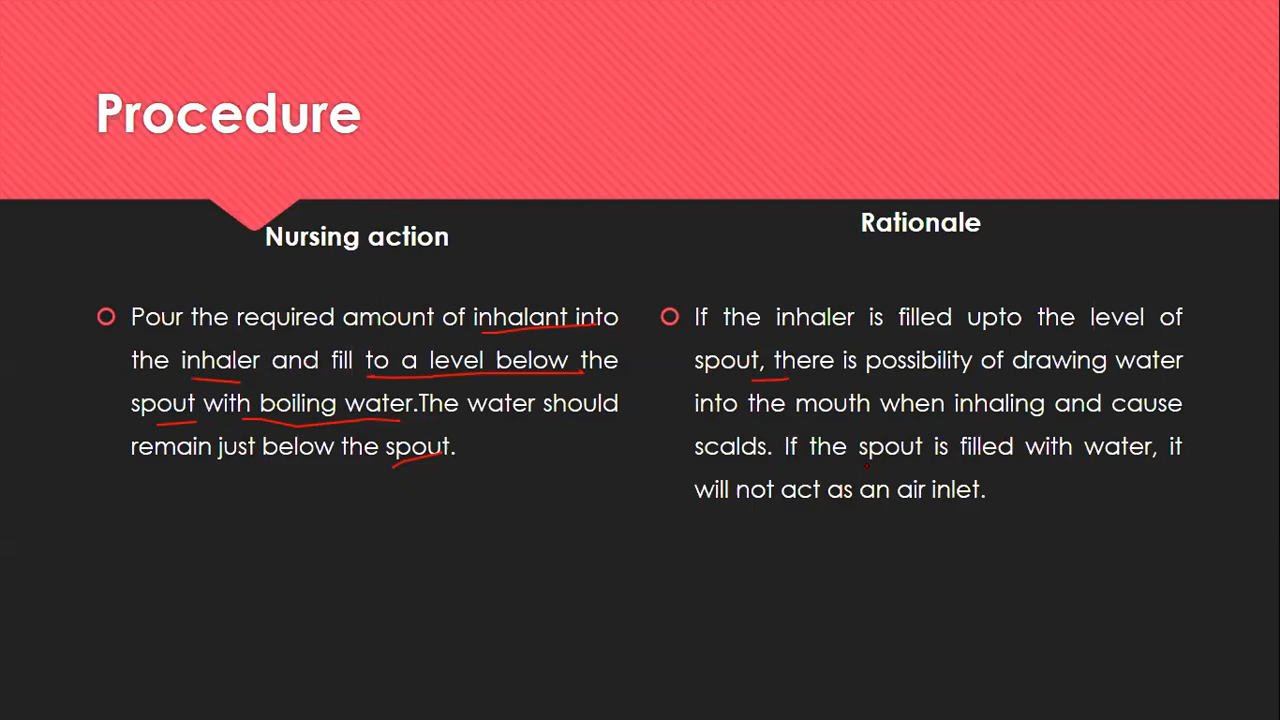 Procedure
Nursing action
Pour the required amount of inhalant into
the inhaler and fill to a level below the
spout with boiling water.The water should
remain just below the spout.
Rationale
If the inhaler is filled upto the level of
spout, there is possibility of drawing water
into the mouth when inhaling and cause
scalds. If the spout is filled with water, it
will not act as an air inlet.